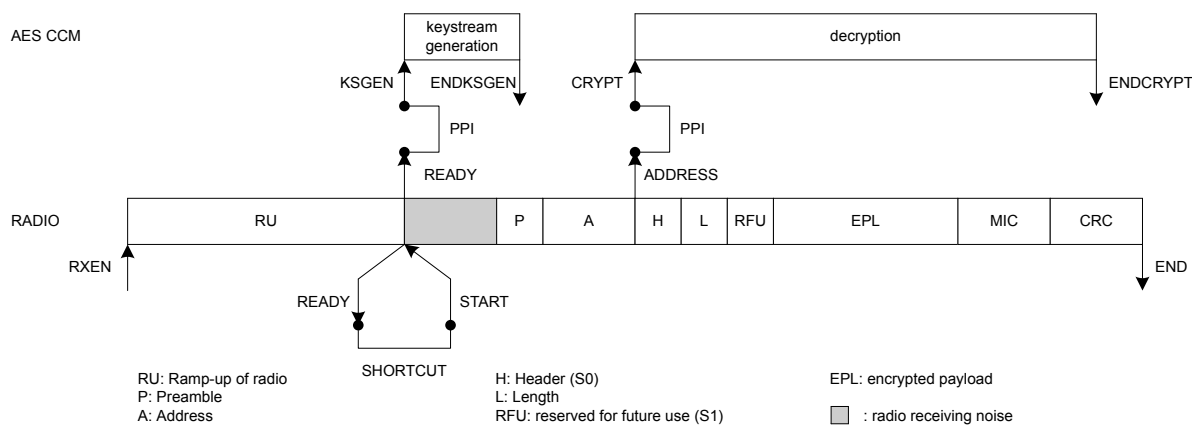 AES CCM
keystream
generation
decryption
KSGEN
ENDKSGEN
CRYPT
ENDCRYPT
PPI
PPI
READY
ADDRESS
RADIO
RU
P
A
H
L
RFU
EPL
MIC
CRC
RXEN
END
READY
START
SHORTCUT
RU: Ramp-up of radio
P: Preamble
A: Address
H: Header (S0)
L: Length
RFU: reserved for future use (S1)
EPL: encrypted payload
: radio receiving noise